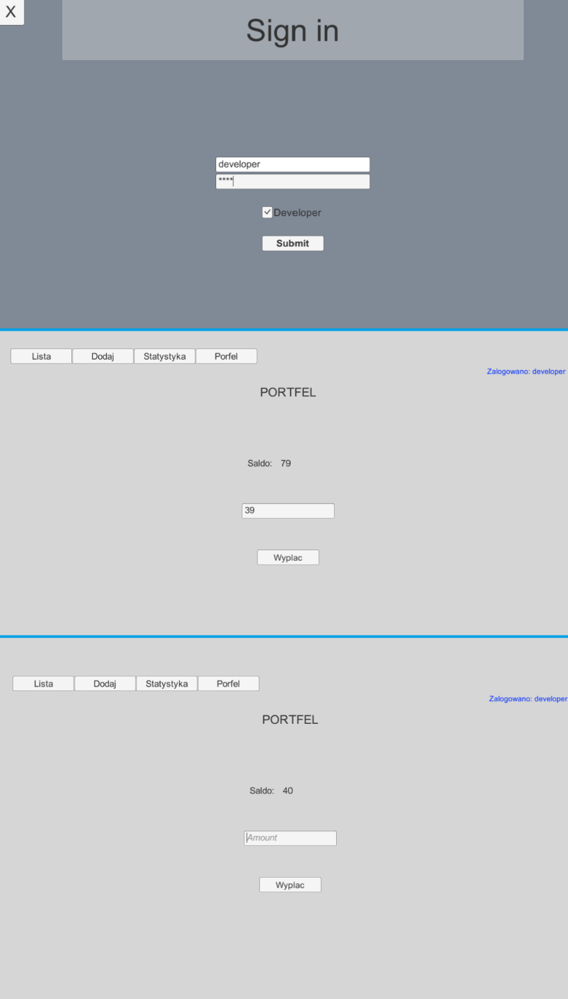 X
Sign in
developer
****
Developer
Submit
Lista Dodaj Statystyka Porfel
Zalogowano: developer
PORTFEL
Saldo: 79
39
Wyplac
Lista Dodaj Statystyka Porfel
Zalogowano: developer
PORTFEL
Saldo: 40
Amount
Wyplac